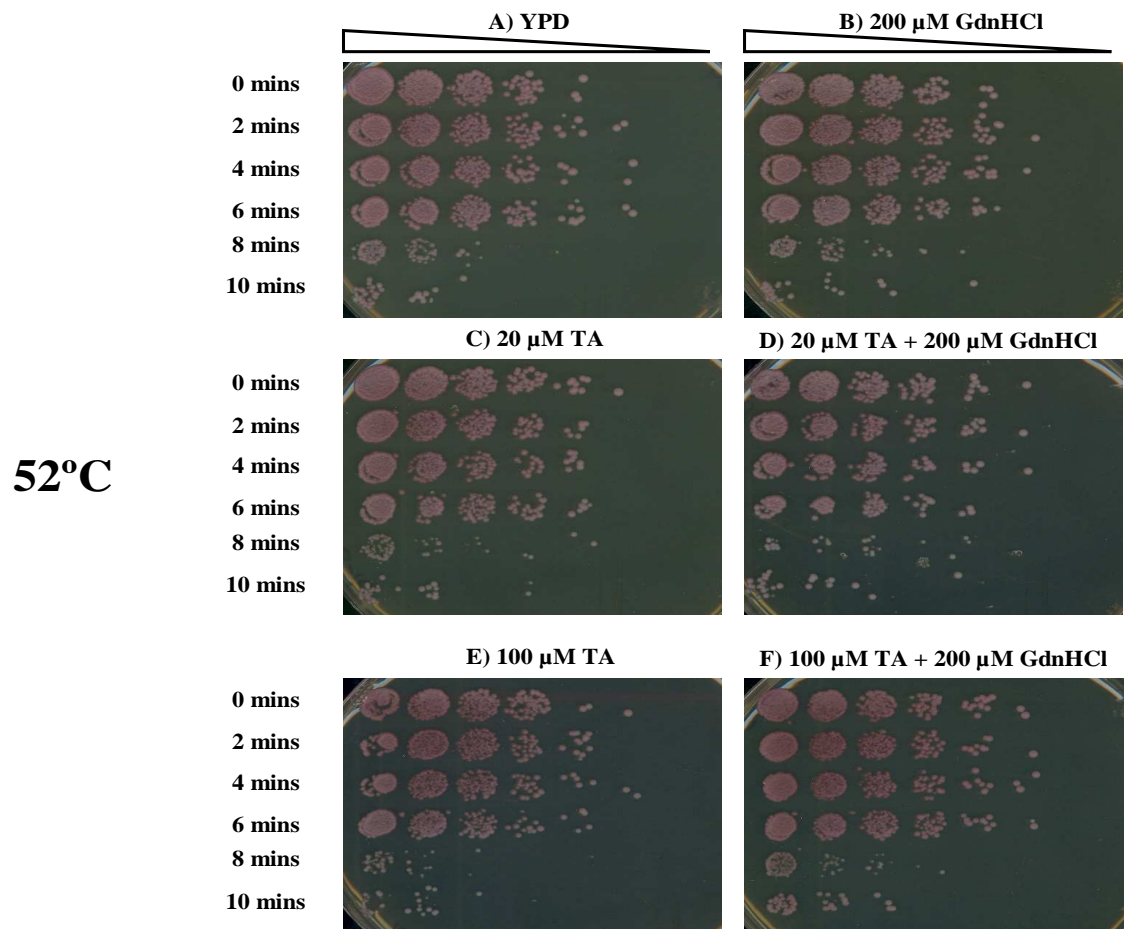 A) YPD
B) 200 µM GdnHCl
0 mins
2 mins
4 mins
6 mins
8 mins
10 mins
C) 20 µM TA
D) 20 µM TA + 200 µM GdnHCl
0 mins
2 mins
4 mins
6 mins
8 mins
10 mins
52ºC
E) 100 µM TA
F) 100 µM TA + 200 µM GdnHCl
0 mins
2 mins
4 mins
6 mins
8 mins
10 mins